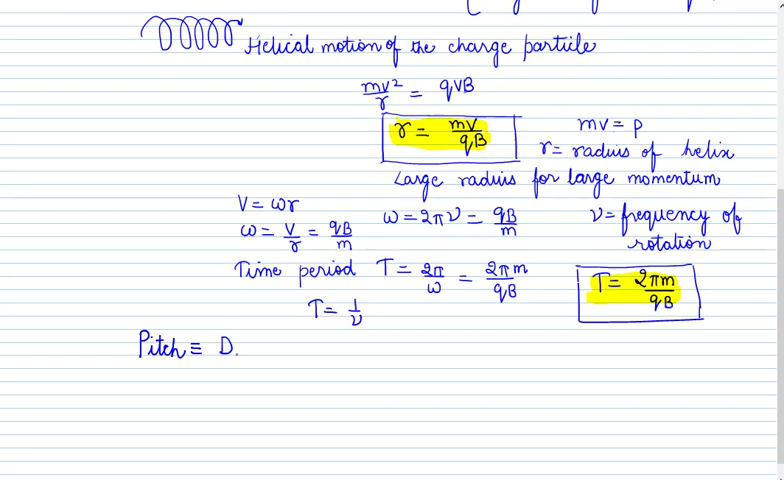 Helical motion of the charge particle
mv²/r = qVB
r = mv/qB
mv = p
r = radius of helix
Large radius for large momentum
V = ωr
ω = V/r = qB/m
ω = 2πν = qB/m
ν = frequency of rotation
Time period T = 2π/ω = 2πm/qB
T = 2πm/qB
T = 1/ν
Pitch ≡ D.